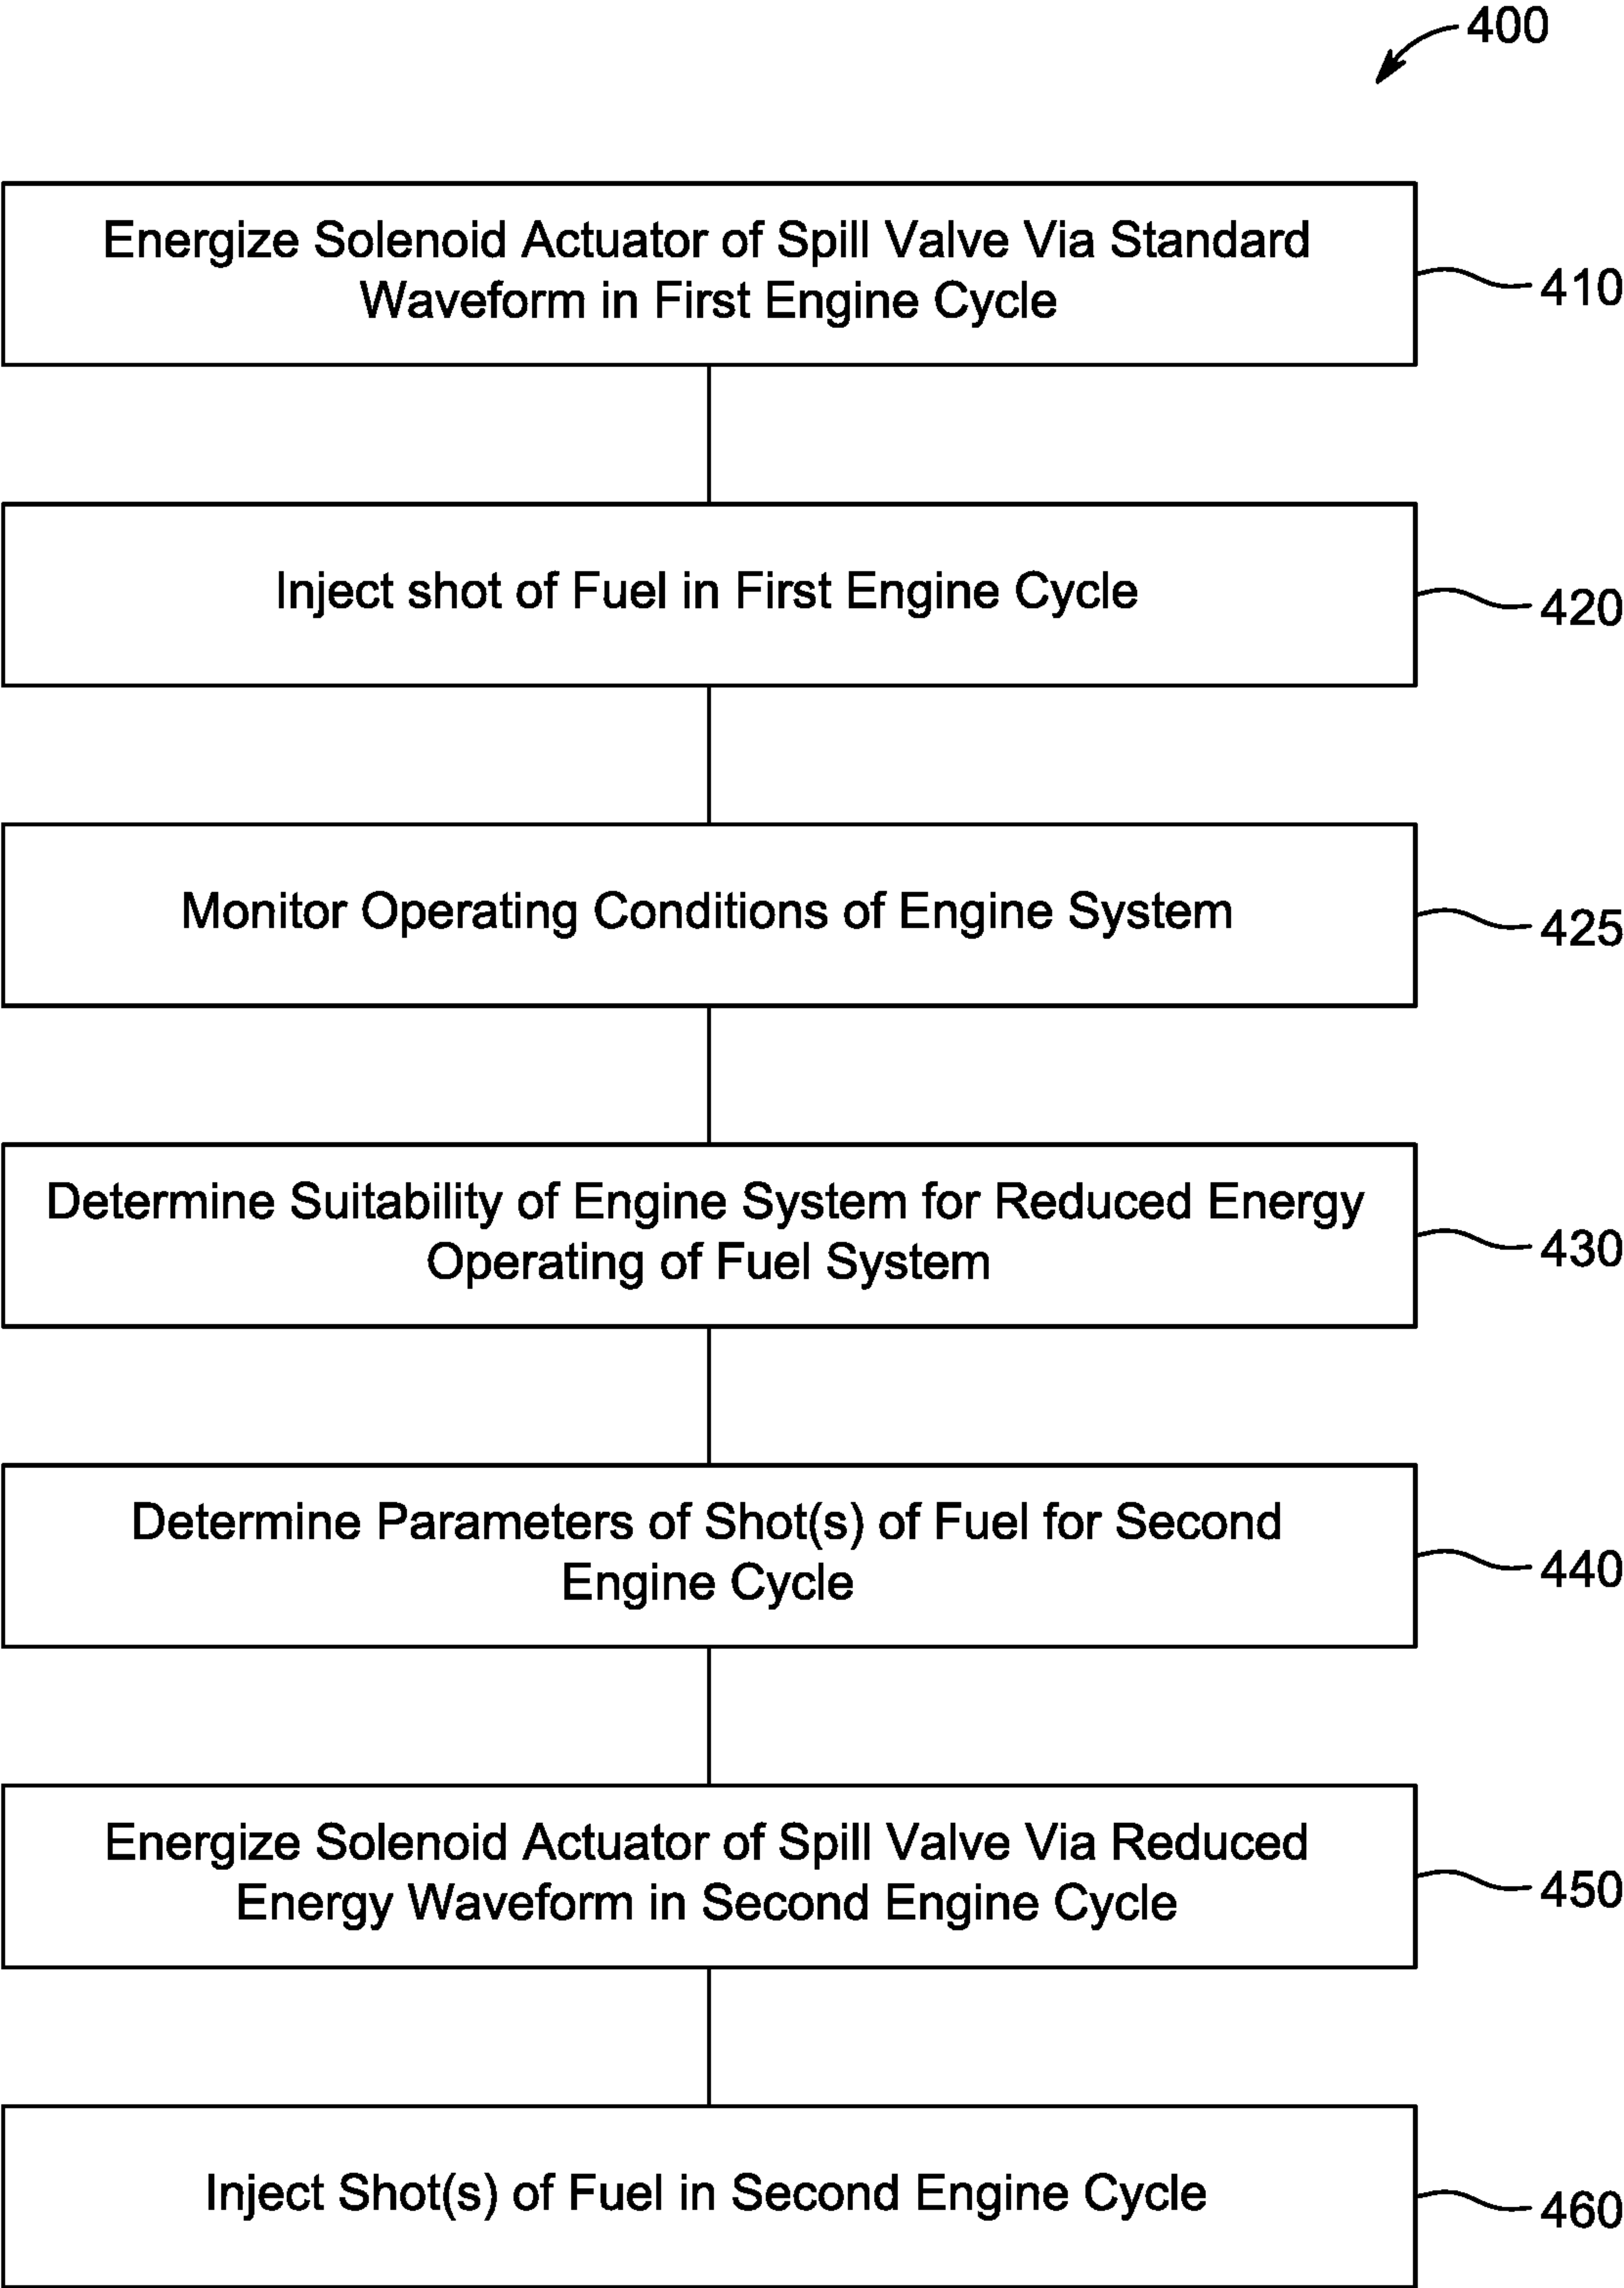 400
Energize Solenoid Actuator of Spill Valve Via Standard
Waveform in First Engine Cycle
410
Inject shot of Fuel in First Engine Cycle
420
Monitor Operating Conditions of Engine System
425
Determine Suitability of Engine System for Reduced Energy
Operating of Fuel System
430
Determine Parameters of Shot(s) of Fuel for Second
Engine Cycle
440
Energize Solenoid Actuator of Spill Valve Via Reduced
Energy Waveform in Second Engine Cycle
450
Inject Shot(s) of Fuel in Second Engine Cycle
460